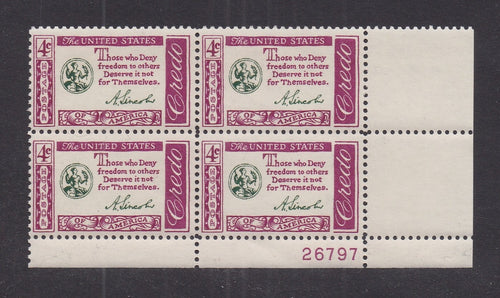 4¢ The UNITED STATES
POSTAGE
Those who Deny
freedom to others
Deserve it not
for Themselves.
A. Lincoln
Credo
OF AMERICA
4¢ The UNITED STATES
POSTAGE
Those who Deny
freedom to others
Deserve it not
for Themselves.
A. Lincoln
Credo
OF AMERICA
4¢ The UNITED STATES
POSTAGE
Those who Deny
freedom to others
Deserve it not
for Themselves.
A. Lincoln
Credo
OF AMERICA
4¢ The UNITED STATES
POSTAGE
Those who Deny
freedom to others
Deserve it not
for Themselves.
A. Lincoln
Credo
OF AMERICA
26797